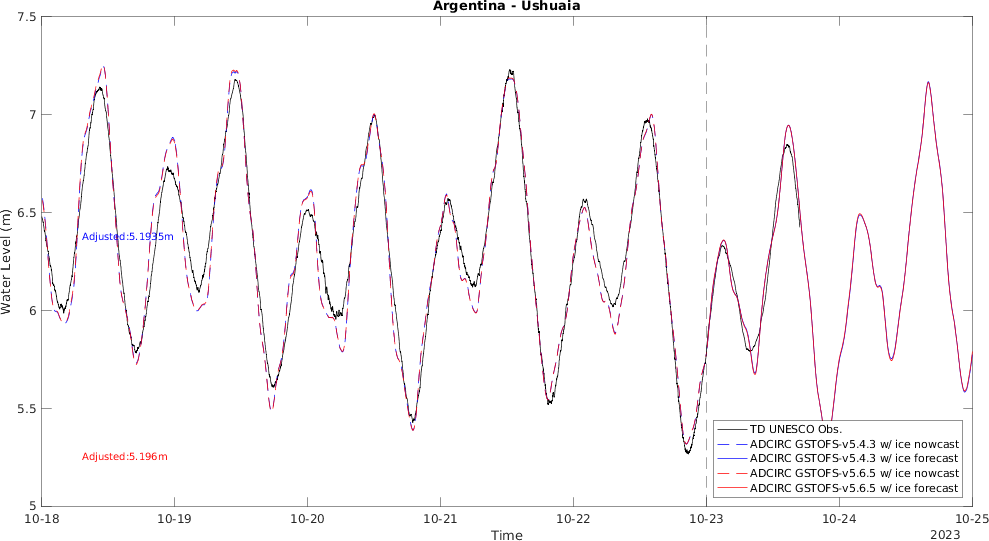 Argentina - Ushuaia
7.5
7
6.5
6
5.5
5
Water Level (m)
Adjusted:5.1935m
Adjusted:5.196m
TD UNESCO Obs.
ADCIRC GSTOFS-v5.4.3 w/ ice nowcast
ADCIRC GSTOFS-v5.4.3 w/ ice forecast
ADCIRC GSTOFS-v5.6.5 w/ ice nowcast
ADCIRC GSTOFS-v5.6.5 w/ ice forecast
10-18 10-19 10-20 10-21 10-22 10-23 10-24 10-25
Time
2023